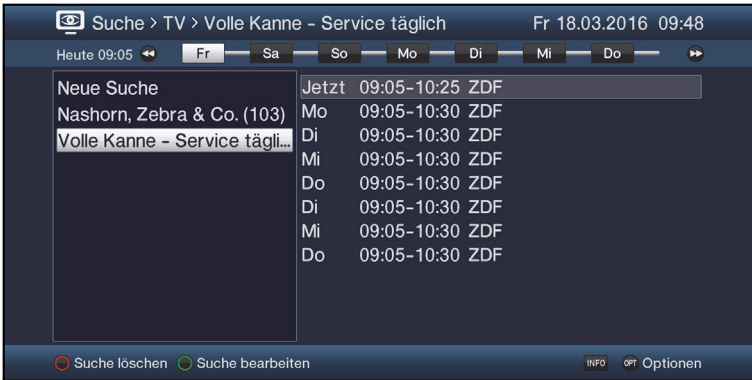 Suche > TV > Volle Kanne - Service täglich Fr 18.03.2016 09:48
Heute 09:05 Fr Sa So Mo Di Mi Do
Neue Suche
Nashorn, Zebra & Co. (103)
Volle Kanne - Service tägli...
Jetzt 09:05-10:25 ZDF
Mo 09:05-10:30 ZDF
Di 09:05-10:30 ZDF
Mi 09:05-10:30 ZDF
Do 09:05-10:30 ZDF
Di 09:05-10:30 ZDF
Mi 09:05-10:30 ZDF
Do 09:05-10:30 ZDF
Suche löschen Suche bearbeiten INFO OPT Optionen